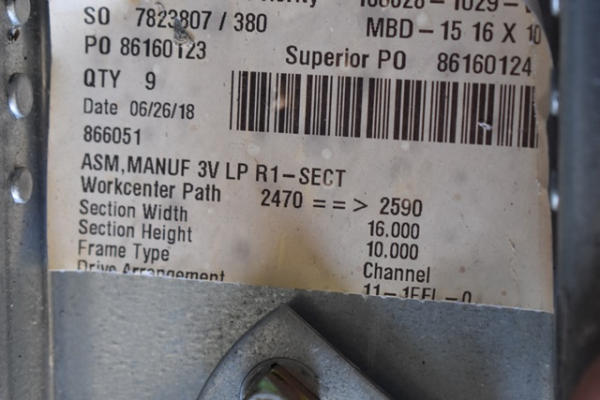 SO 7823807 / 380
MBD-15 16 X 10
PO 86160123
Superior PO 86160124
QTY 9
Date 06/26/18
866051
ASM,MANUF 3V LP R1-SECT
Workcenter Path 2470 ==> 2590
Section Width 16.000
Section Height 10.000
Frame Type Channel
Drive Arrangement